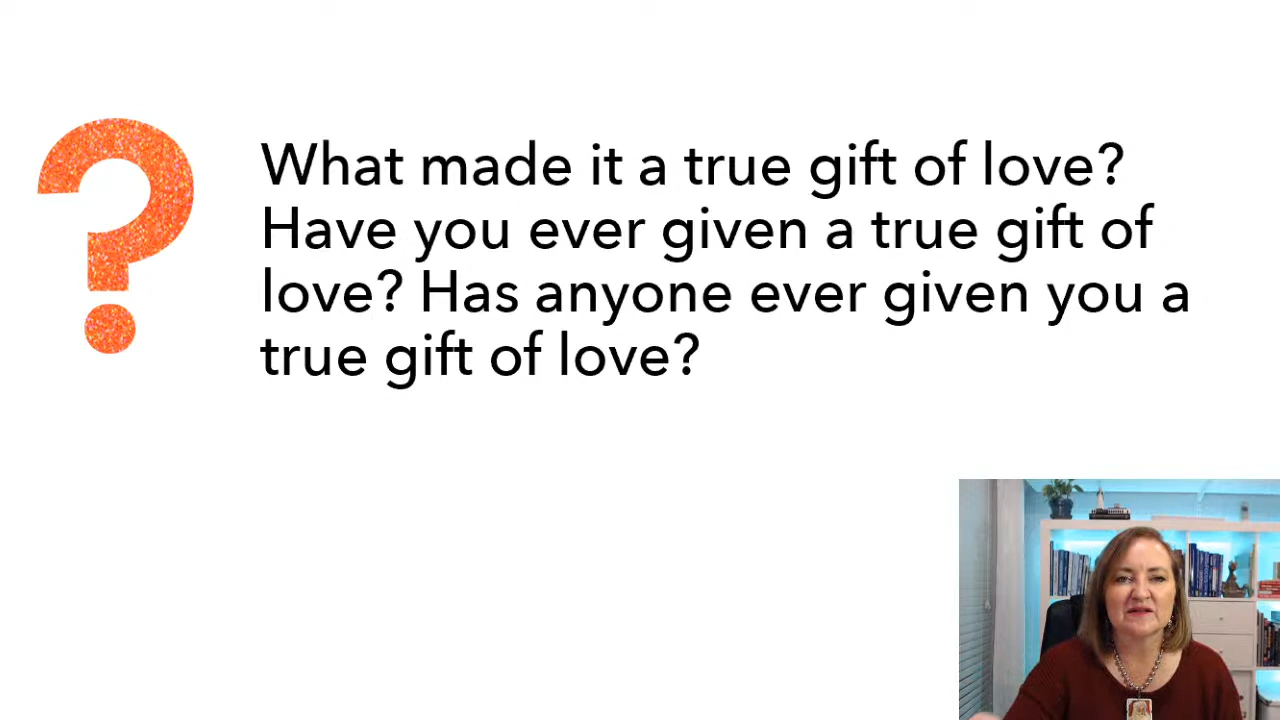 What made it a true gift of love?
Have you ever given a true gift of
love? Has anyone ever given you a
true gift of love?